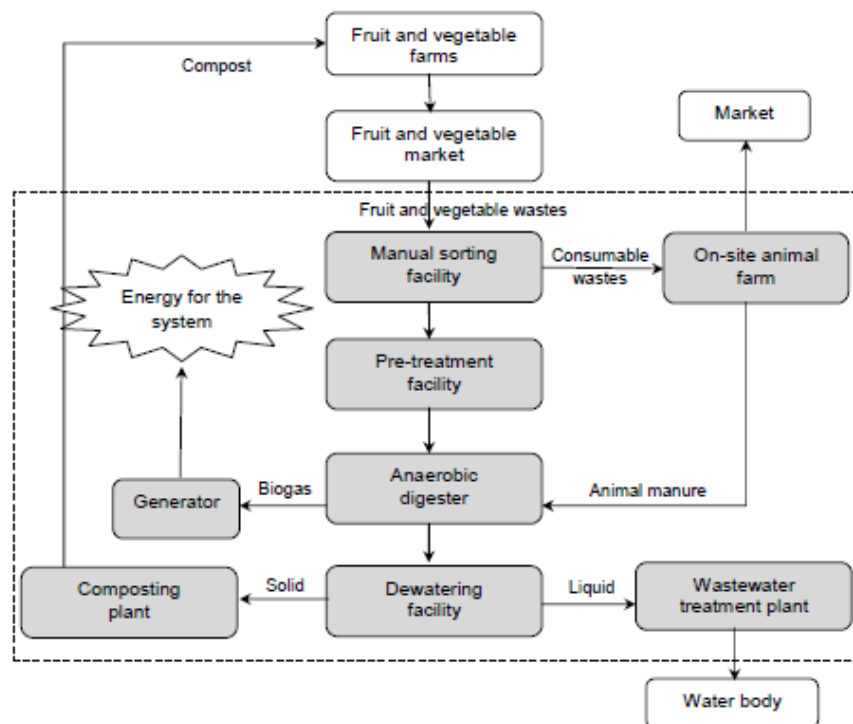 Fruit and vegetable
farms
Compost
Fruit and vegetable
market
Market
Fruit and vegetable wastes
Manual sorting
facility
Consumable
wastes
On-site animal
farm
Energy for the
system
Pre-treatment
facility
Generator
Biogas
Anaerobic
digester
Animal manure
Composting
plant
Solid
Dewatering
facility
Liquid
Wastewater
treatment plant
Water body